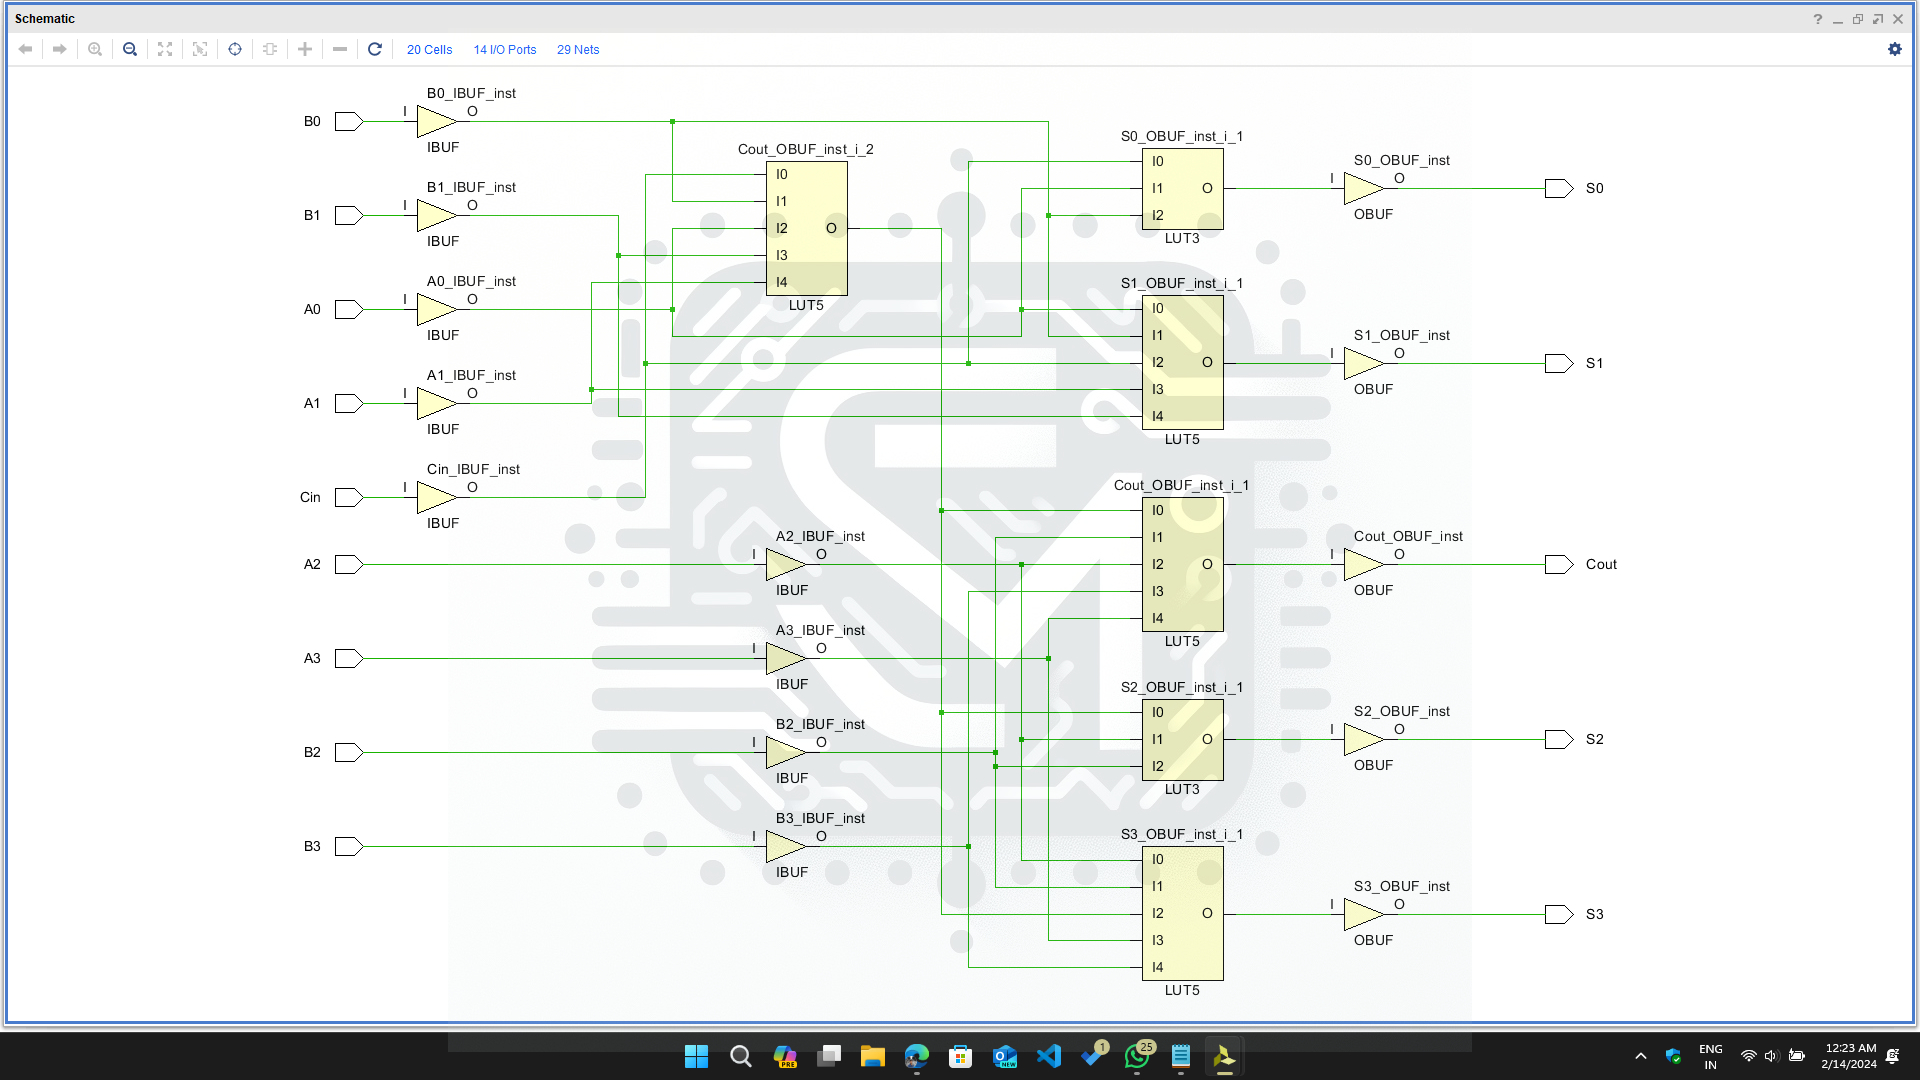 Schematic
20 Cells 14 I/O Ports 29 Nets
B0 I B0_IBUF_inst O IBUF
B1 I B1_IBUF_inst O IBUF
A0 I A0_IBUF_inst O IBUF
A1 I A1_IBUF_inst O IBUF
Cin I Cin_IBUF_inst O IBUF
A2 I A2_IBUF_inst O IBUF
A3 I A3_IBUF_inst O IBUF
B2 I B2_IBUF_inst O IBUF
B3 I B3_IBUF_inst O IBUF
Cout_OBUF_inst_i_2
I0
I1
I2 O
I3
I4
LUT5
S0_OBUF_inst_i_1
I0
I1 O
I2
LUT3
S1_OBUF_inst_i_1
I0
I1
I2 O
I3
I4
LUT5
Cout_OBUF_inst_i_1
I0
I1
I2 O
I3
I4
LUT5
S2_OBUF_inst_i_1
I0
I1 O
I2
LUT3
S3_OBUF_inst_i_1
I0
I1
I2 O
I3
I4
LUT5
S0_OBUF_inst
I O S0
OBUF
S1_OBUF_inst
I O S1
OBUF
Cout_OBUF_inst
I O Cout
OBUF
S2_OBUF_inst
I O S2
OBUF
S3_OBUF_inst
I O S3
OBUF
PRE
NEW
1
25
ENG
IN
12:23 AM
2/14/2024